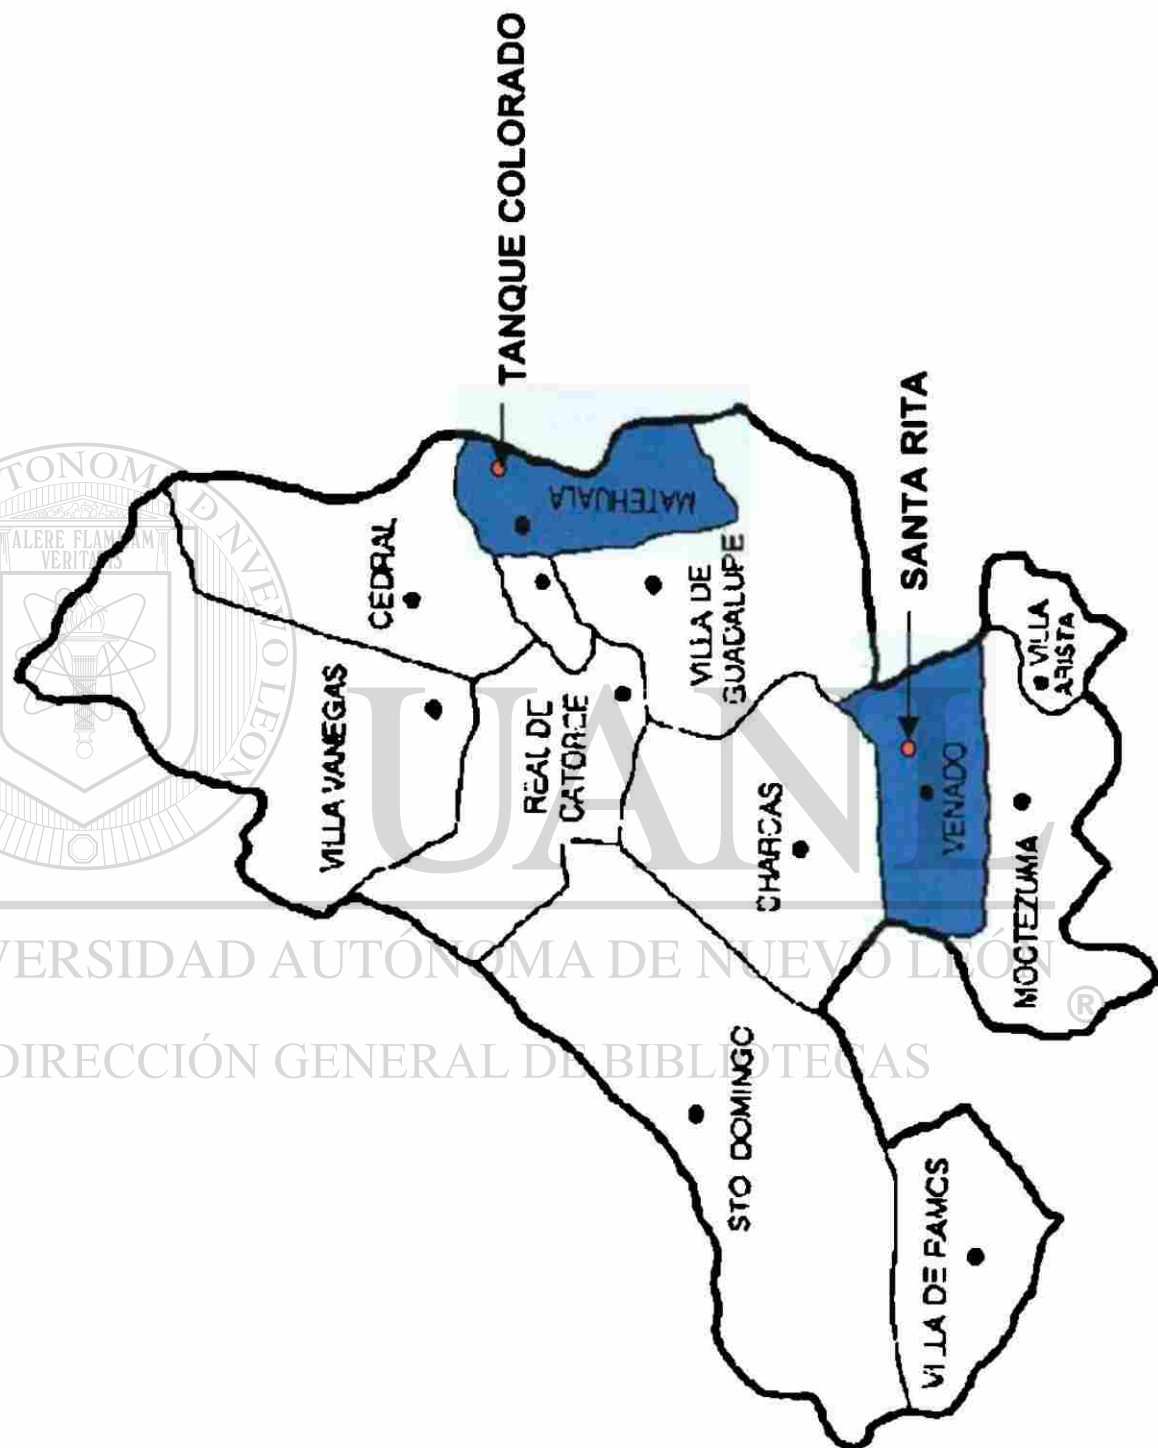 TANQUE COLORADO
CEDRAL
MATEHUALA
VILLA VANEGAS
REAL DE
CATORCE
VILLA DE
GUADALUPE
SANTA RITA
CHARCAS
VENADO
VILLA
ARISTA
MOCTEZUMA
STO DOMINGO
VILLA DE RAMOS
ALERE FLAMMAM
VERITATIS
UANL
VERSIDAD AUTÓNOMA DE NUEVO LEÓN
®
DIRECCIÓN GENERAL DE BIBLIOTECAS